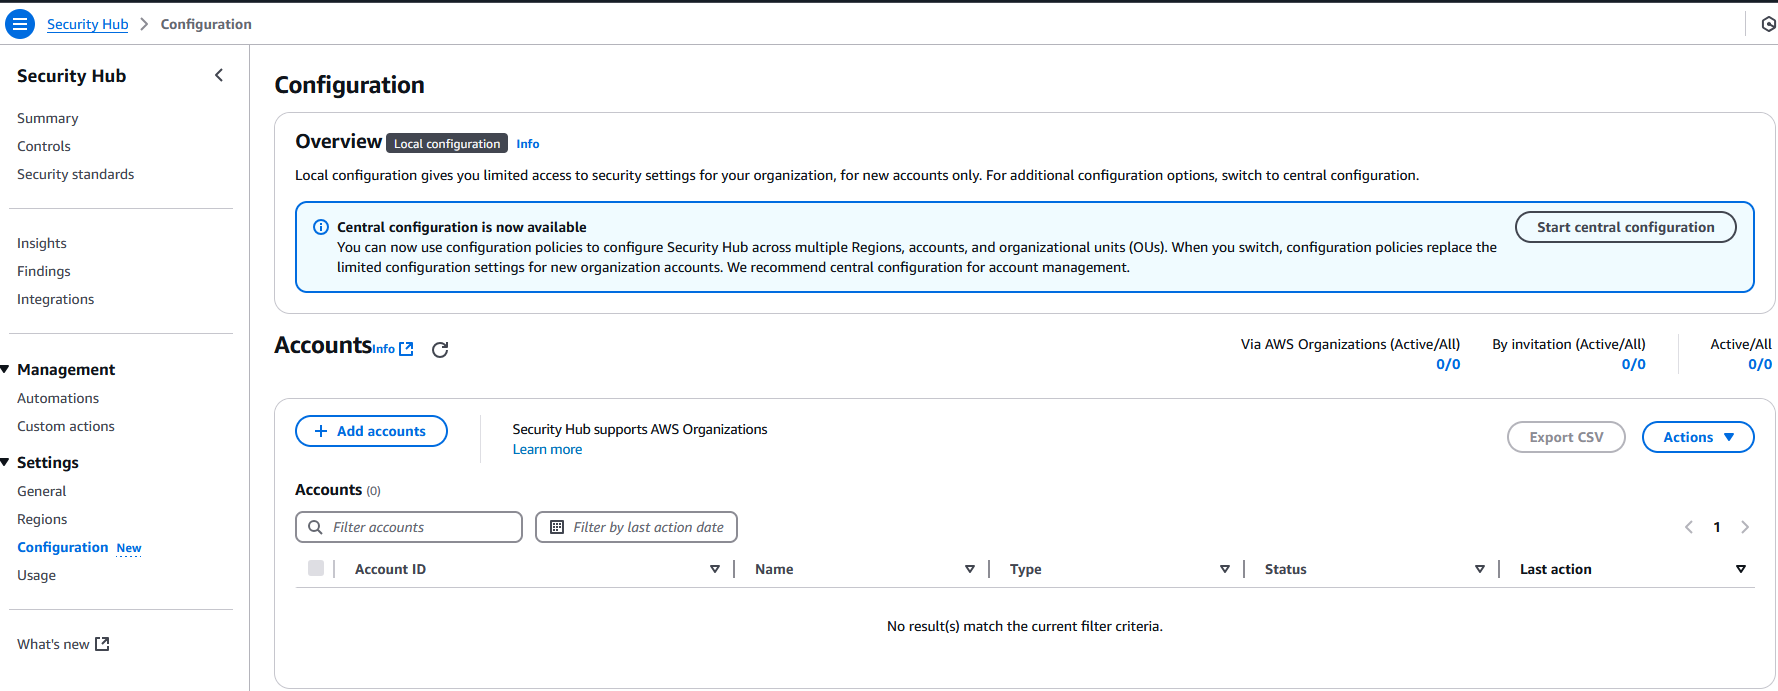 Security Hub > Configuration
Security Hub
Summary
Controls
Security standards
Insights
Findings
Integrations
Management
Automations
Custom actions
Settings
General
Regions
Configuration New
Usage
What's new
Configuration
Overview Local configuration Info
Local configuration gives you limited access to security settings for your organization, for new accounts only. For additional configuration options, switch to central configuration.
Central configuration is now available
You can now use configuration policies to configure Security Hub across multiple Regions, accounts, and organizational units (OUs). When you switch, configuration policies replace the
limited configuration settings for new organization accounts. We recommend central configuration for account management.
Start central configuration
Accounts Info
Via AWS Organizations (Active/All)
0/0
By invitation (Active/All)
0/0
Active/All
0/0
+ Add accounts
Security Hub supports AWS Organizations
Learn more
Export CSV
Actions
Accounts (0)
Filter accounts
Filter by last action date
< 1 >
Account ID Name Type Status Last action
No result(s) match the current filter criteria.